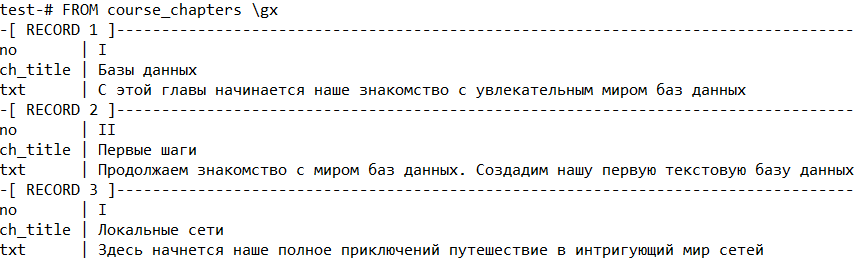 test-# FROM course_chapters \gx
-[ RECORD 1 ]----------------------------------------------------------------------------------
no       | I
ch_title | Базы данных
txt      | С этой главы начинается наше знакомство с увлекательным миром баз данных
-[ RECORD 2 ]----------------------------------------------------------------------------------
no       | II
ch_title | Первые шаги
txt      | Продолжаем знакомство с миром баз данных. Создадим нашу первую текстовую базу данных
-[ RECORD 3 ]----------------------------------------------------------------------------------
no       | I
ch_title | Локальные сети
txt      | Здесь начнется наше полное приключений путешествие в интригующий мир сетей